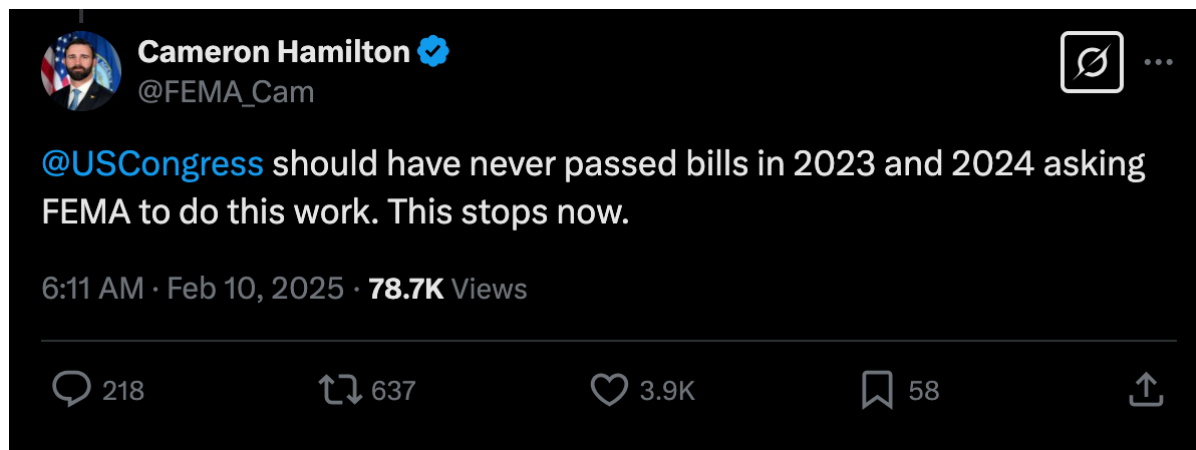 Cameron Hamilton
@FEMA_Cam
@USCongress should have never passed bills in 2023 and 2024 asking
FEMA to do this work. This stops now.
6:11 AM · Feb 10, 2025 · 78.7K Views
218 637 3.9K 58